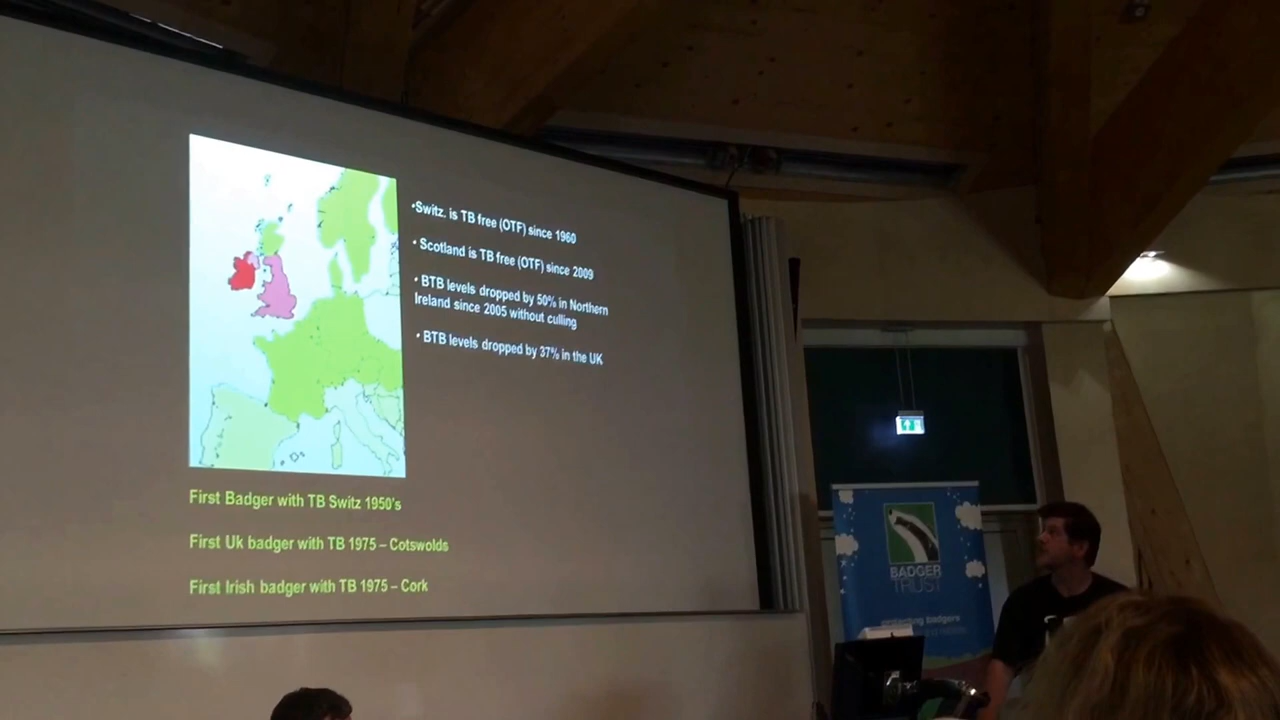 •Switz. is TB free (OTF) since 1960
• Scotland is TB free (OTF) since 2009
• BTB levels dropped by 50% in Northern
Ireland since 2005 without culling
• BTB levels dropped by 37% in the UK
First Badger with TB Switz 1950's
First Uk badger with TB 1975 – Cotswolds
First Irish badger with TB 1975 – Cork
BADGER
TRUST
protecting badgers